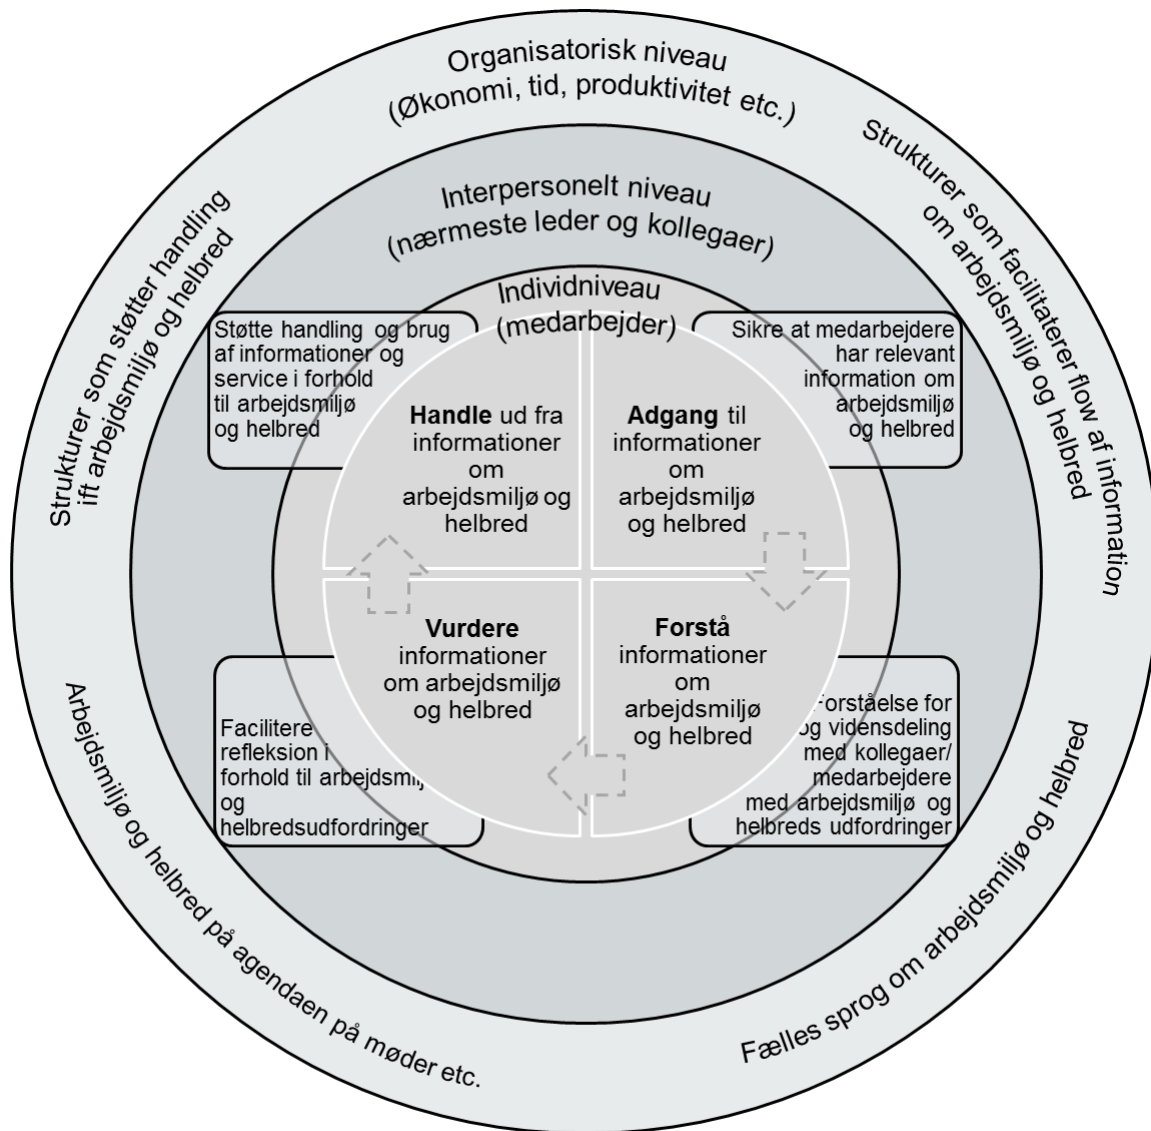 Organisatorisk niveau
(Økonomi, tid, produktivitet etc.)
Strukturer som faciliterer flow af information
om arbejdsmiljø og helbred
Fælles sprog om arbejdsmiljø og helbred
Arbejdsmiljø og helbred på agendaen på møder etc.
Strukturer som støtter handling
ift arbejdsmiljø og helbred
Interpersonelt niveau
(nærmeste leder og kollegaer)
Individniveau
(medarbejder)
Støtte handling og brug
af informationer og
service i forhold
til arbejdsmiljø
og helbred
Sikre at medarbejdere
har relevant
information om
arbejdsmiljø
og helbred
Handle ud fra
informationer
om
arbejdsmiljø og
helbred
Adgang til
informationer
om
arbejdsmiljø
og helbred
Vurdere
informationer
om arbejdsmiljø
og helbred
Forstå
informationer
om
arbejdsmiljø
og helbred
Facilitere
refleksion i
forhold til arbejdsmilj
og
helbredsudfordringer
Forståelse for
og vidensdeling
med kollegaer/
medarbejdere
med arbejdsmiljø og
helbreds udfordringer